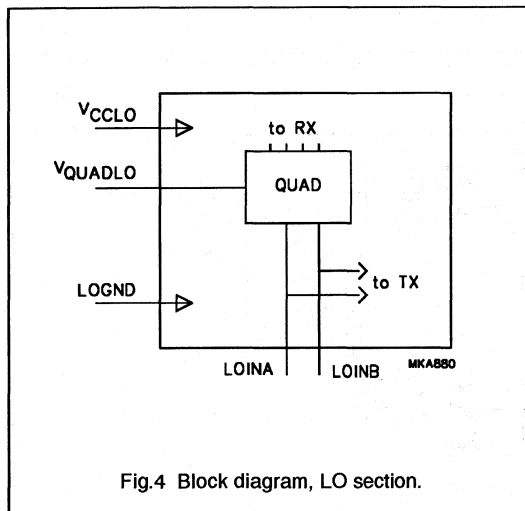 VCCLO
to RX
VQUADLO
QUAD
to TX
LOGND
LOINA
LOINB
MKA880
Fig.4 Block diagram, LO section.